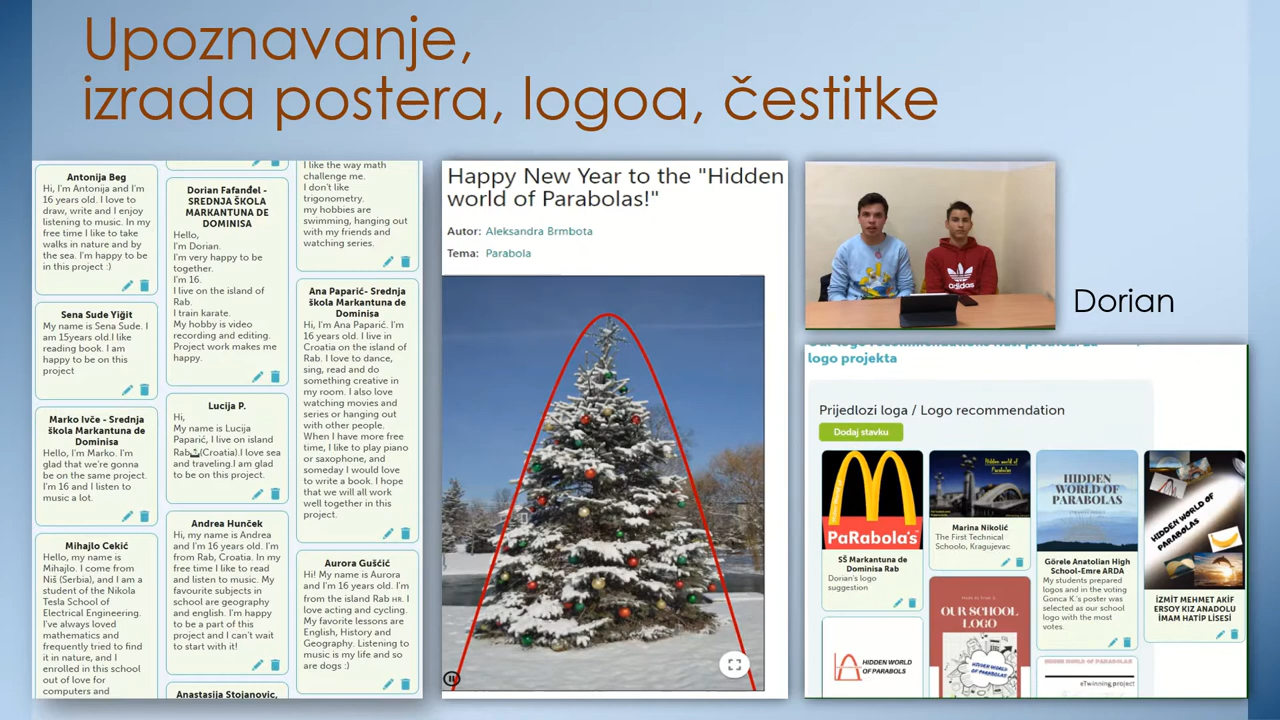 Upoznavanje,
izrada postera, logoa, čestitke
Antonija Beg
Hi, I'm Antonija and I'm
16 years old. I love to
draw, write and I enjoy
listening to music. In my
free time I like to take
walks in nature and by
the sea. I'm happy to be
in this project :)
Sena Sude Yiğit
My name is Sena Sude. I
am 15years old.I like
reading book. I am
happy to be on this
project
Marko Ivče - Srednja
škola Markantuna de
Dominisa
Hello, I'm Marko. I'm
glad that we're gonna
be on the same project.
I'm 16 and I listen to
music a lot.
Mihajlo Cekić
Hello, my name is
Mihajlo. I come from
Niš (Serbia), and I am a
student of the Nikola
Tesla School of
Electrical Engineering.
I've always loved
mathematics and
frequently tried to find
it in nature, and I
enrolled in this school
out of love for
computers and
Dorian Fafanđel -
SREDNJA ŠKOLA
MARKANTUNA DE
DOMINISA
Hello,
I'm Dorian.
I'm very happy to be
together.
I'm 16.
I live on the island of
Rab.
I train karate.
My hobby is video
recording and editing.
Project work makes me
happy.
Lucija P.
Hi,
My name is Lucija
Paparić, I live on island
Rab (Croatia).I love sea
and traveling.I am glad
to be on this project.
Andrea Hunček
Hi, my name is Andrea
and I'm 16 years old. I'm
from Rab, Croatia. In my
free time I like to read
and listen to music. My
favourite subjects in
school are geography
and english. I'm happy
to be a part of this
project and I can't wait
to start with it!
Anastasija Stojanovic,
I like the way math
challenge me.
I don't like
trigonometry.
my hobbies are
swimming, hanging out
with my friends and
watching series.
Ana Paparić- Srednja
škola Markantuna de
Dominisa
Hi, I'm Ana Paparić. I'm
16 years old. I live in
Croatia on the island of
Rab. I love to dance,
sing, read and do
something creative in
my room. I also love
watching movies and
series or hanging out
with other people.
When I have more free
time, I like to play piano
or saxophone, and
someday I would love
to write a book. I hope
that we will all work
well together in this
project.
Aurora Guščić
Hi! My name is Aurora
and I'm 16 years old. I'm
from the island Rab HR. I
love acting and cycling.
My favorite lessons are
English, History and
Geography. Listening to
music is my life and so
are dogs :)
Happy New Year to the "Hidden
world of Parabolas!"
Autor: Aleksandra Brmbota
Tema: Parabola
adidas
Dorian
logo projekta
Prijedlozi loga / Logo recommendation
Dodaj stavku
PaRabola's
SŠ Markantuna de
Dominisa Rab
Dorian's logo
suggestion
HIDDEN WORLD
OF PARABOLAS
Hidden world of
Parabolas
Marina Nikolić
The First Technical
Schoolo, Kragujevac
OUR SCHOOL
LOGO
HIDDEN
WORLD OF
PARABOLAS
Görele Anatolian High
School-Emre ARDA
My students prepared
logos and in the voting
Gonca K.'s poster was
selected as our school
logo with the most
votes.
HIDDEN WORLD OF PARABOLAS
eTwinning project
HIDDEN WORLD OF
PARABOLAS
İZMİT MEHMET AKİF
ERSOY KIZ ANADOLU
İMAM HATİP LİSESİ